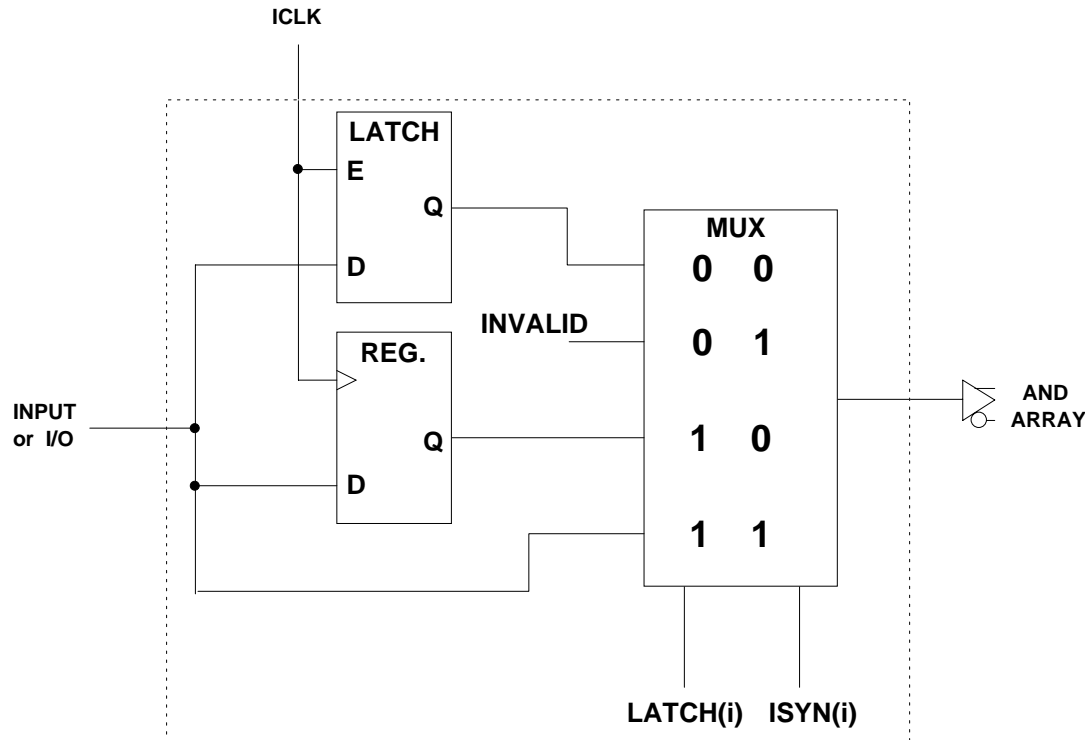 ICLK
LATCH
E
Q
D
REG.
Q
D
INPUT
or I/O
INVALID
MUX
0 0
0 1
1 0
1 1
AND
ARRAY
LATCH(i) ISYN(i)